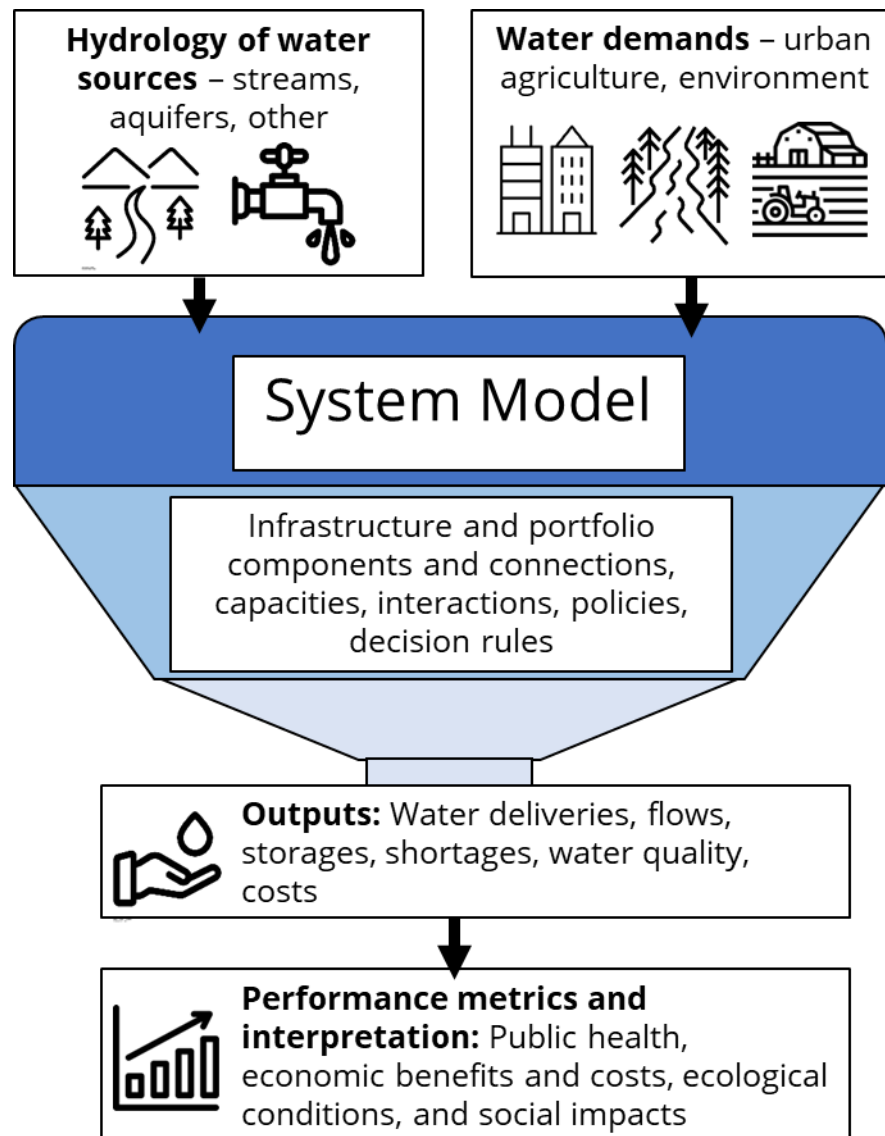 Hydrology of water
sources – streams,
aquifers, other
Water demands – urban
agriculture, environment
System Model
Infrastructure and portfolio
components and connections,
capacities, interactions, policies,
decision rules
Outputs: Water deliveries, flows,
storages, shortages, water quality,
costs
Performance metrics and
interpretation: Public health,
economic benefits and costs, ecological
conditions, and social impacts